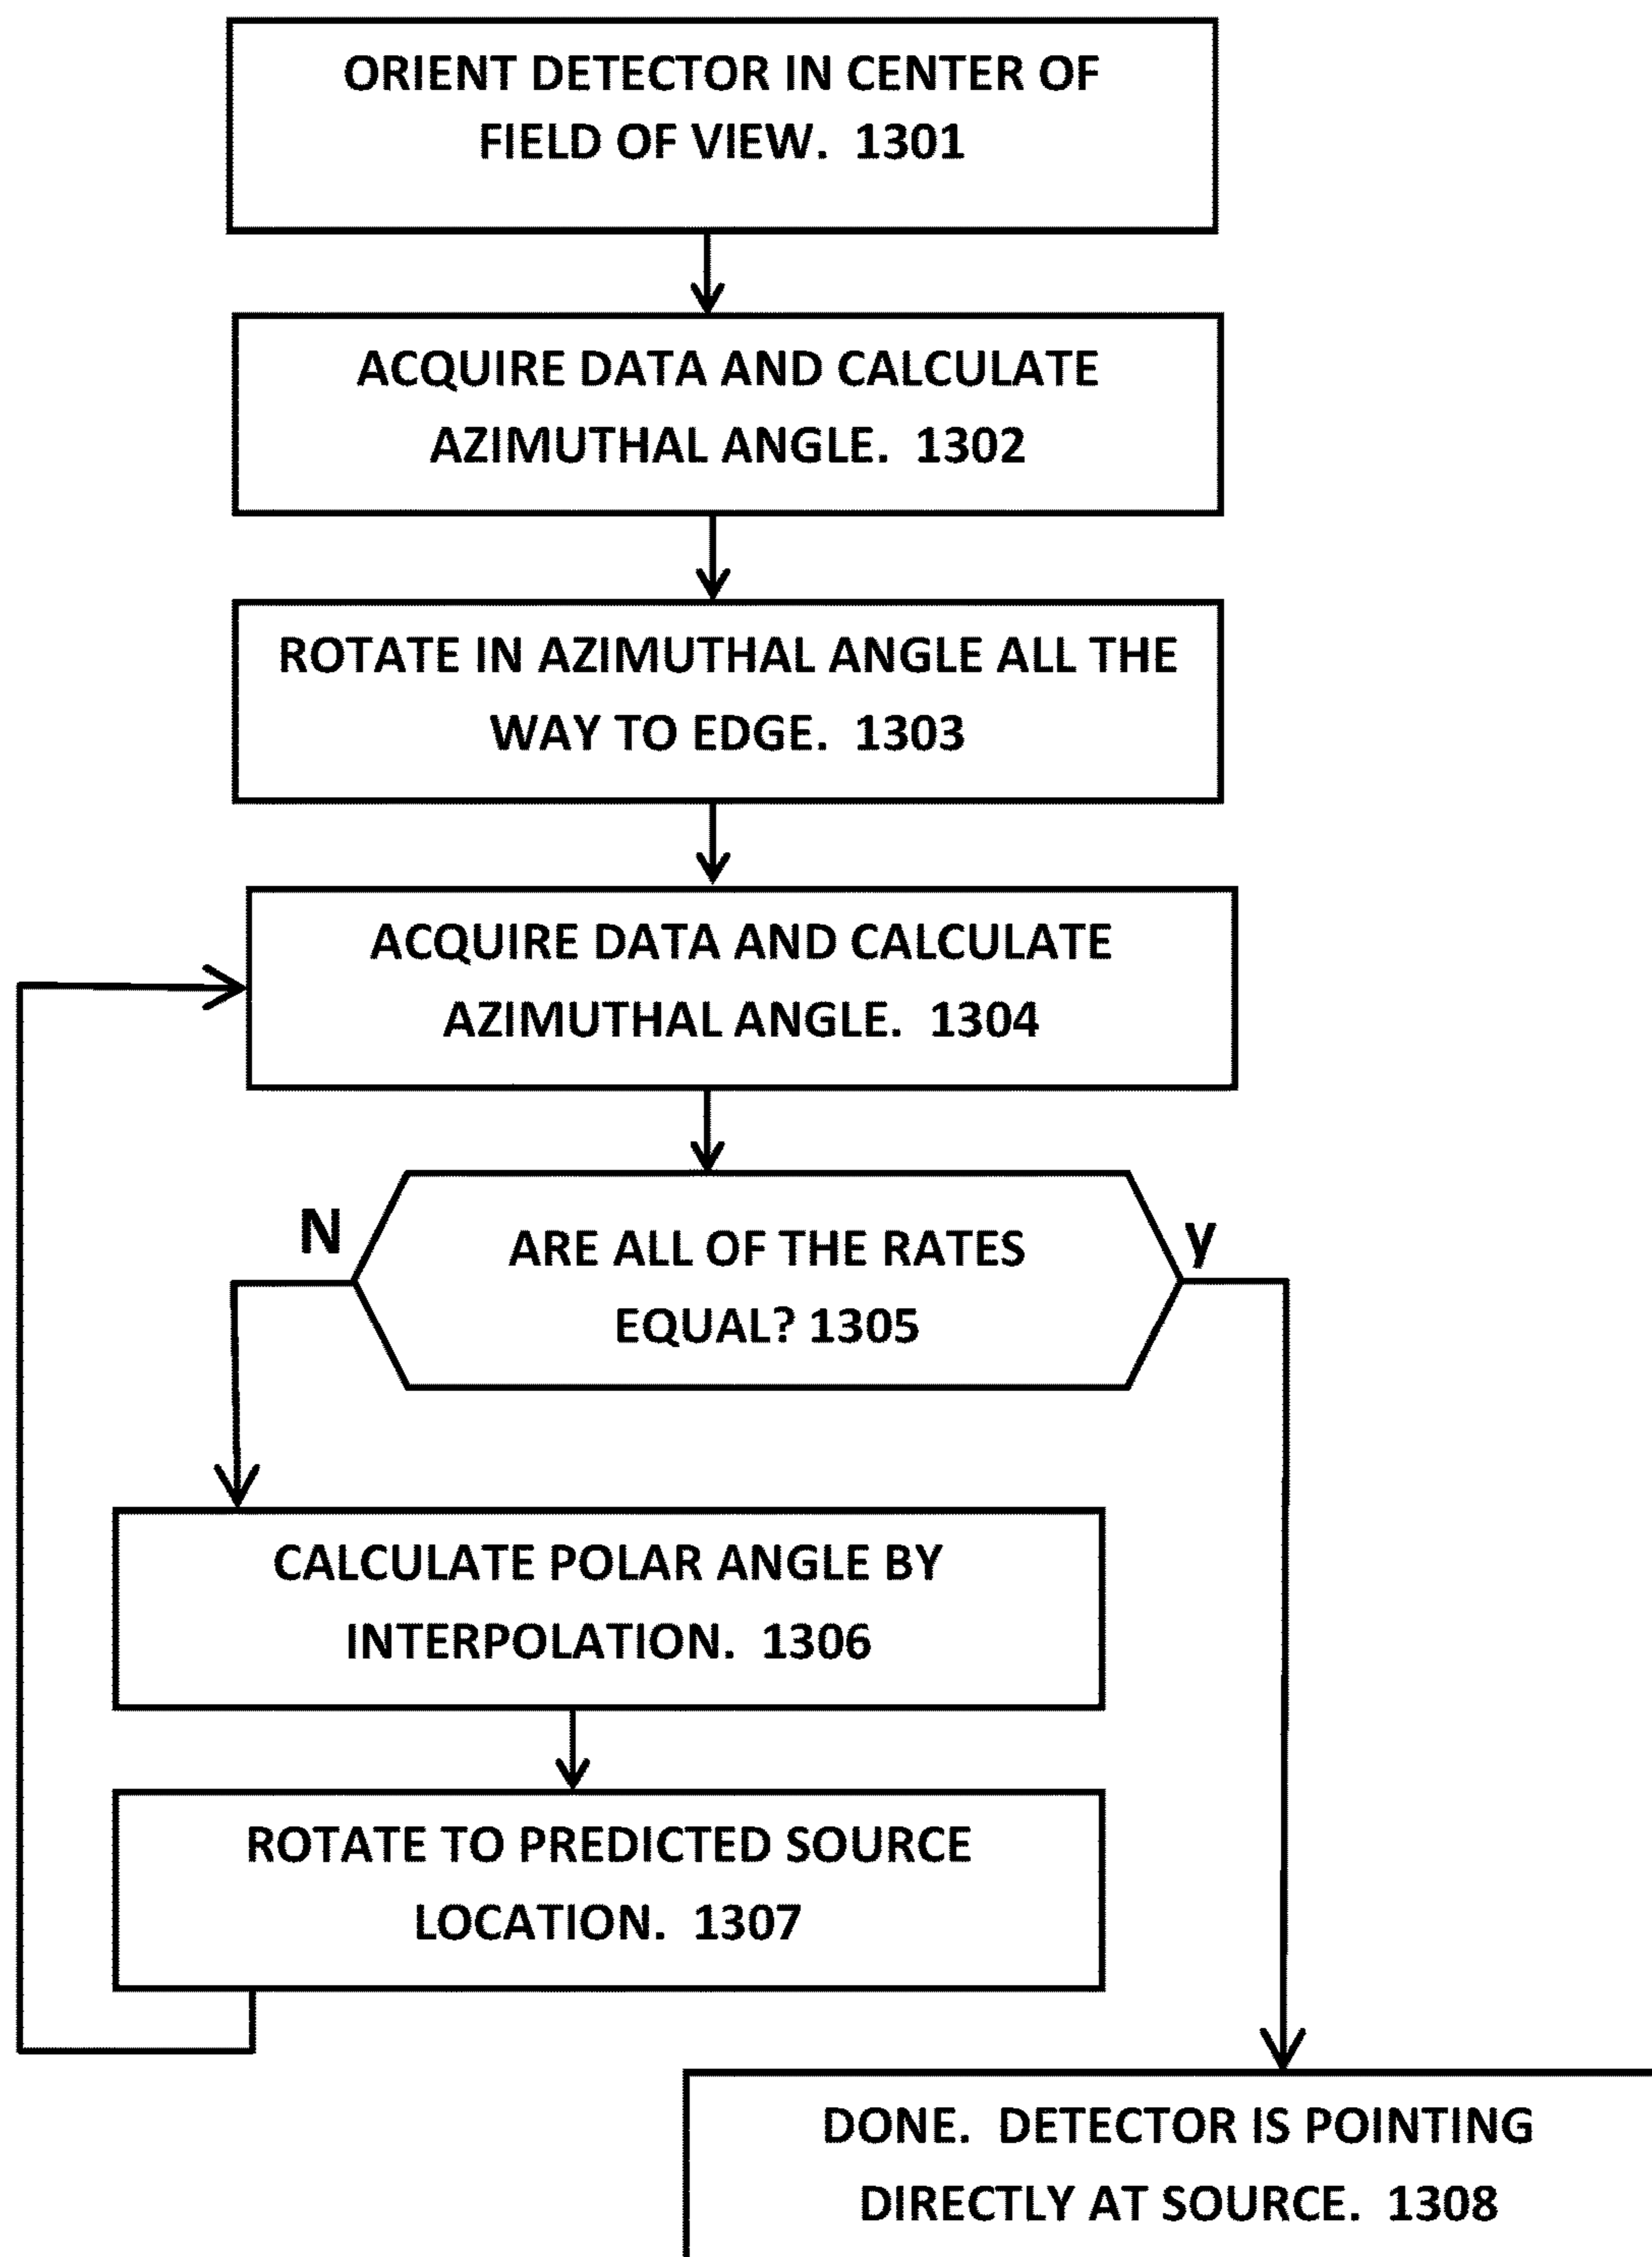 ORIENT DETECTOR IN CENTER OF
FIELD OF VIEW. 1301
ACQUIRE DATA AND CALCULATE
AZIMUTHAL ANGLE. 1302
ROTATE IN AZIMUTHAL ANGLE ALL THE
WAY TO EDGE. 1303
ACQUIRE DATA AND CALCULATE
AZIMUTHAL ANGLE. 1304
N
y
ARE ALL OF THE RATES
EQUAL? 1305
CALCULATE POLAR ANGLE BY
INTERPOLATION. 1306
ROTATE TO PREDICTED SOURCE
LOCATION. 1307
DONE. DETECTOR IS POINTING
DIRECTLY AT SOURCE. 1308